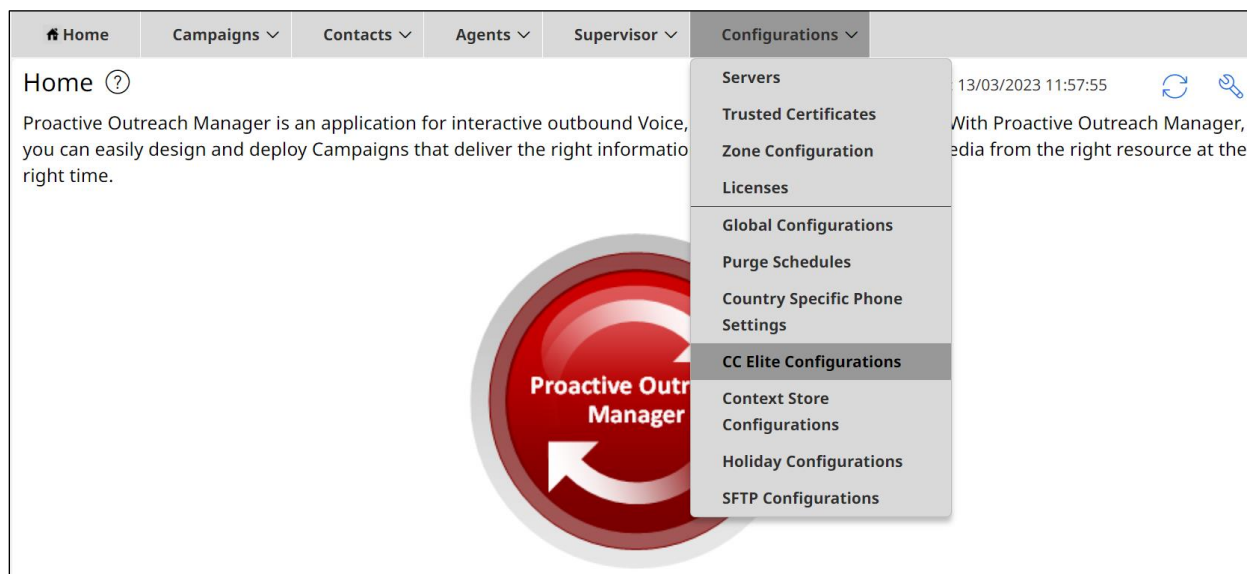 Home
Campaigns
Contacts
Agents
Supervisor
Configurations
Home ?
: 13/03/2023 11:57:55
Proactive Outreach Manager is an application for interactive outbound Voice,
With Proactive Outreach Manager,
you can easily design and deploy Campaigns that deliver the right
from the right resource at the
right time.
Servers
Trusted Certificates
Zone Configuration
Licenses
Global Configurations
Purge Schedules
Country Specific Phone
Settings
CC Elite Configurations
Context Store
Configurations
Holiday Configurations
SFTP Configurations
Proactive
Manager